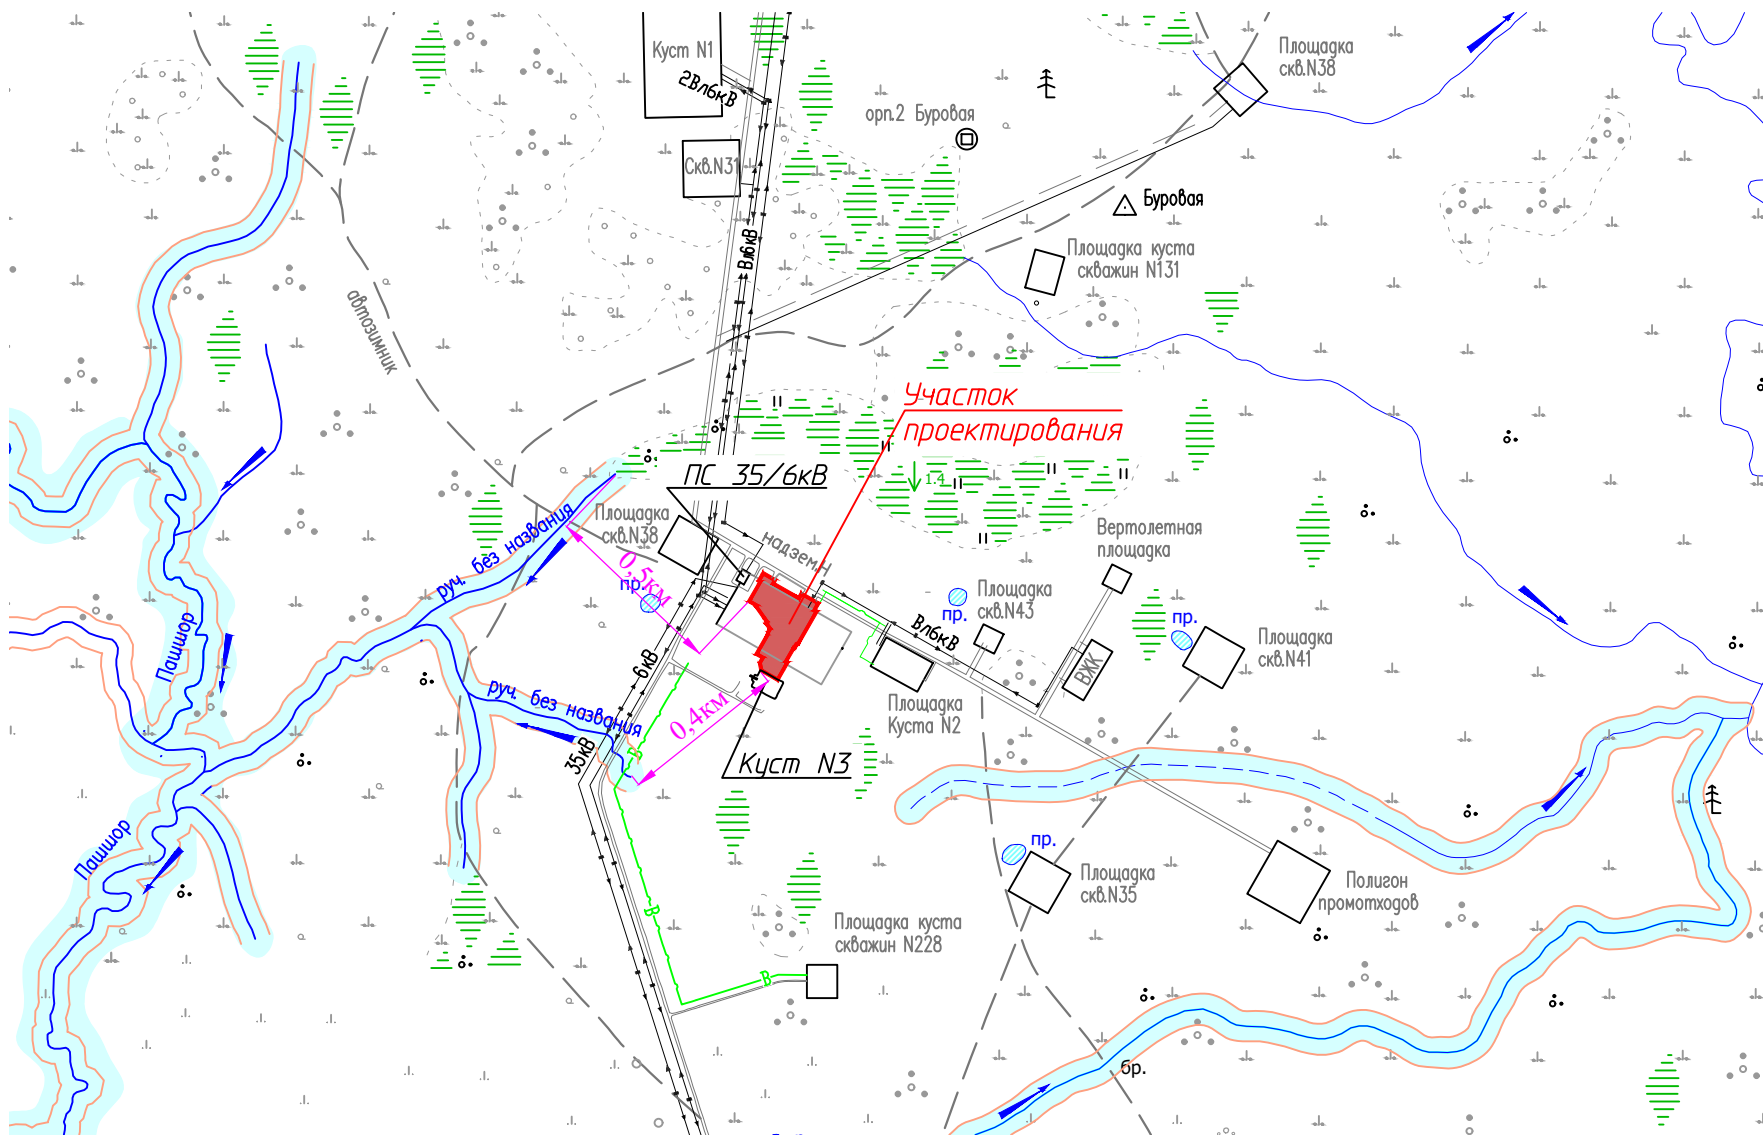 Куст N1
2Вл6кВ
Скв.N31
Вл6кВ
орп.2 Буровая
Площадка
скв.N38
Буровая
Площадка куста
скважин N131
автозимник
Участок
проектирования
1.4
ПС 35/6кВ
Площадка
скв.N38
надзем.Н
Вертолетная
площадка
руч. без названия
0,5км
пр.
Площадка
скв.N43
пр.
Вл6кВ
пр.
Площадка
скв.N41
ВЖК
Пашшор
6кВ
руч. без названия
0,4км
Площадка
Куста N2
35кВ
В
Куст N3
Пашшор
пр.
Площадка
скв.N35
Полигон
промотходов
В
Площадка куста
скважин N228
В
бр.